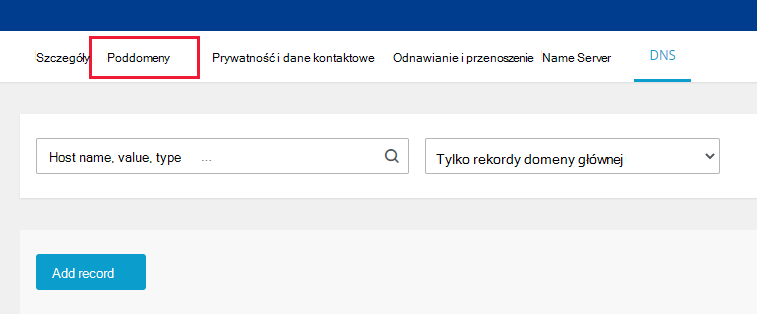 Szczegóły Poddomeny Prywatność i dane kontaktowe Odnawianie i przenoszenie Name Server DNS
Host name, value, type ... Tylko rekordy domeny głównej
Add record